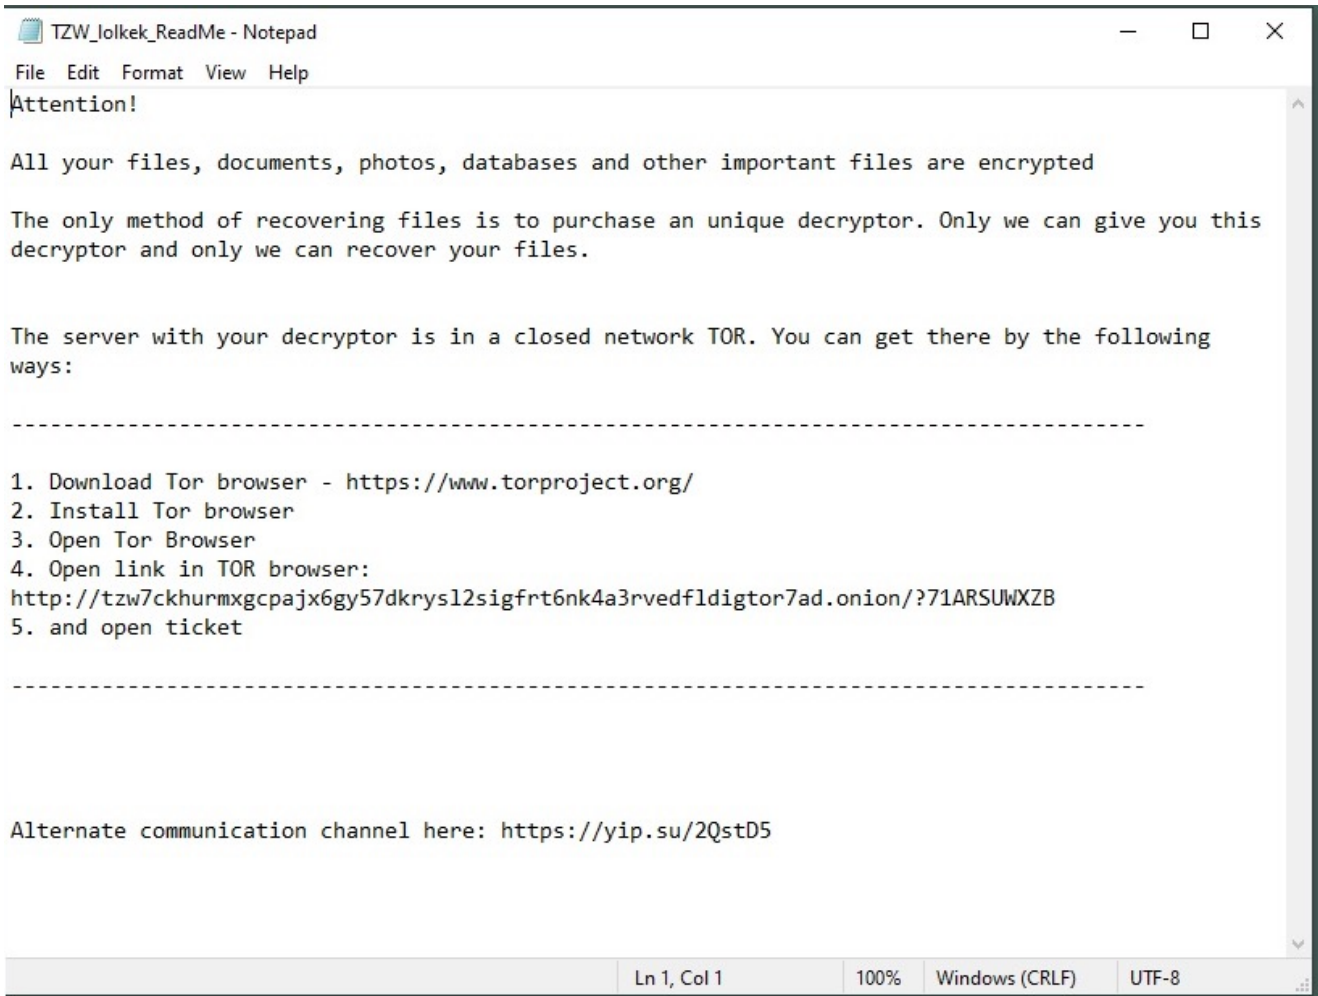 TZW_lolkek_ReadMe - Notepad
File Edit Format View Help
Attention!
All your files, documents, photos, databases and other important files are encrypted
The only method of recovering files is to purchase an unique decryptor. Only we can give you this
decryptor and only we can recover your files.
The server with your decryptor is in a closed network TOR. You can get there by the following
ways:
----------------------------------------------------------------------------------------
1. Download Tor browser - https://www.torproject.org/
2. Install Tor browser
3. Open Tor Browser
4. Open link in TOR browser:
http://tzw7ckhurmxgcpajx6gy57dkrysl2sigfrt6nk4a3rvedfldigtor7ad.onion/?71ARSUWXZB
5. and open ticket
----------------------------------------------------------------------------------------
Alternate communication channel here: https://yip.su/2QstD5
Ln 1, Col 1 100% Windows (CRLF) UTF-8